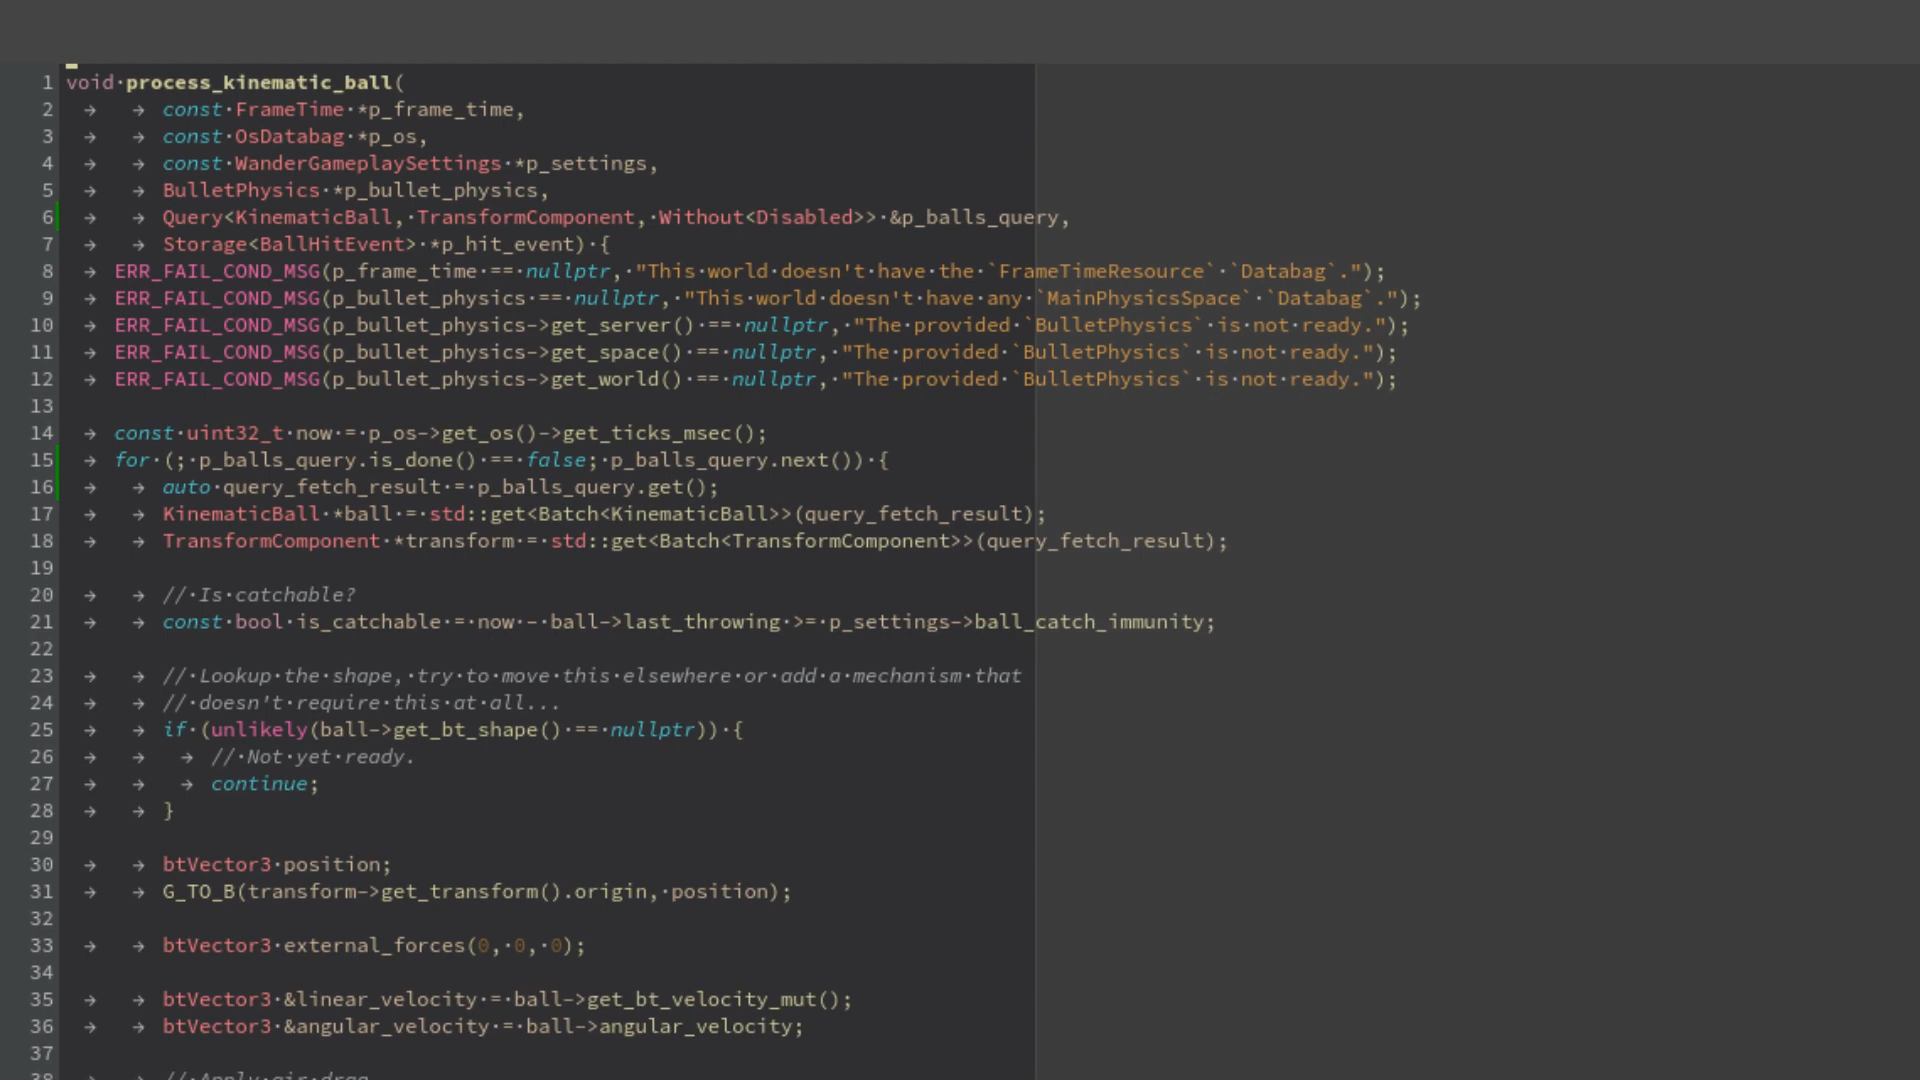 1 void process_kinematic_ball(
2 const FrameTime *p_frame_time,
3 const OsDatabag *p_os,
4 const WanderGameplaySettings *p_settings,
5 BulletPhysics *p_bullet_physics,
6 Query<KinematicBall, TransformComponent, Without<Disabled>> &p_balls_query,
7 Storage<BallHitEvent> *p_hit_event) {
8 ERR_FAIL_COND_MSG(p_frame_time == nullptr, "This world doesn't have the `FrameTimeResource` `Databag`.");
9 ERR_FAIL_COND_MSG(p_bullet_physics == nullptr, "This world doesn't have any `MainPhysicsSpace` `Databag`.");
10 ERR_FAIL_COND_MSG(p_bullet_physics->get_server() == nullptr, "The provided `BulletPhysics` is not ready.");
11 ERR_FAIL_COND_MSG(p_bullet_physics->get_space() == nullptr, "The provided `BulletPhysics` is not ready.");
12 ERR_FAIL_COND_MSG(p_bullet_physics->get_world() == nullptr, "The provided `BulletPhysics` is not ready.");
13
14 const uint32_t now = p_os->get_os()->get_ticks_msec();
15 for (; p_balls_query.is_done() == false; p_balls_query.next()) {
16 auto query_fetch_result = p_balls_query.get();
17 KinematicBall *ball = std::get<Batch<KinematicBall>>(query_fetch_result);
18 TransformComponent *transform = std::get<Batch<TransformComponent>>(query_fetch_result);
19
20 // Is catchable?
21 const bool is_catchable = now - ball->last_throwing >= p_settings->ball_catch_immunity;
22
23 // Lookup the shape, try to move this elsewhere or add a mechanism that
24 // doesn't require this at all...
25 if (unlikely(ball->get_bt_shape() == nullptr)) {
26 // Not yet ready.
27 continue;
28 }
29
30 btVector3 position;
31 G_TO_B(transform->get_transform().origin, position);
32
33 btVector3 external_forces(0, 0, 0);
34
35 btVector3 &linear_velocity = ball->get_bt_velocity_mut();
36 btVector3 &angular_velocity = ball->angular_velocity;
37
38 // Apply air drag